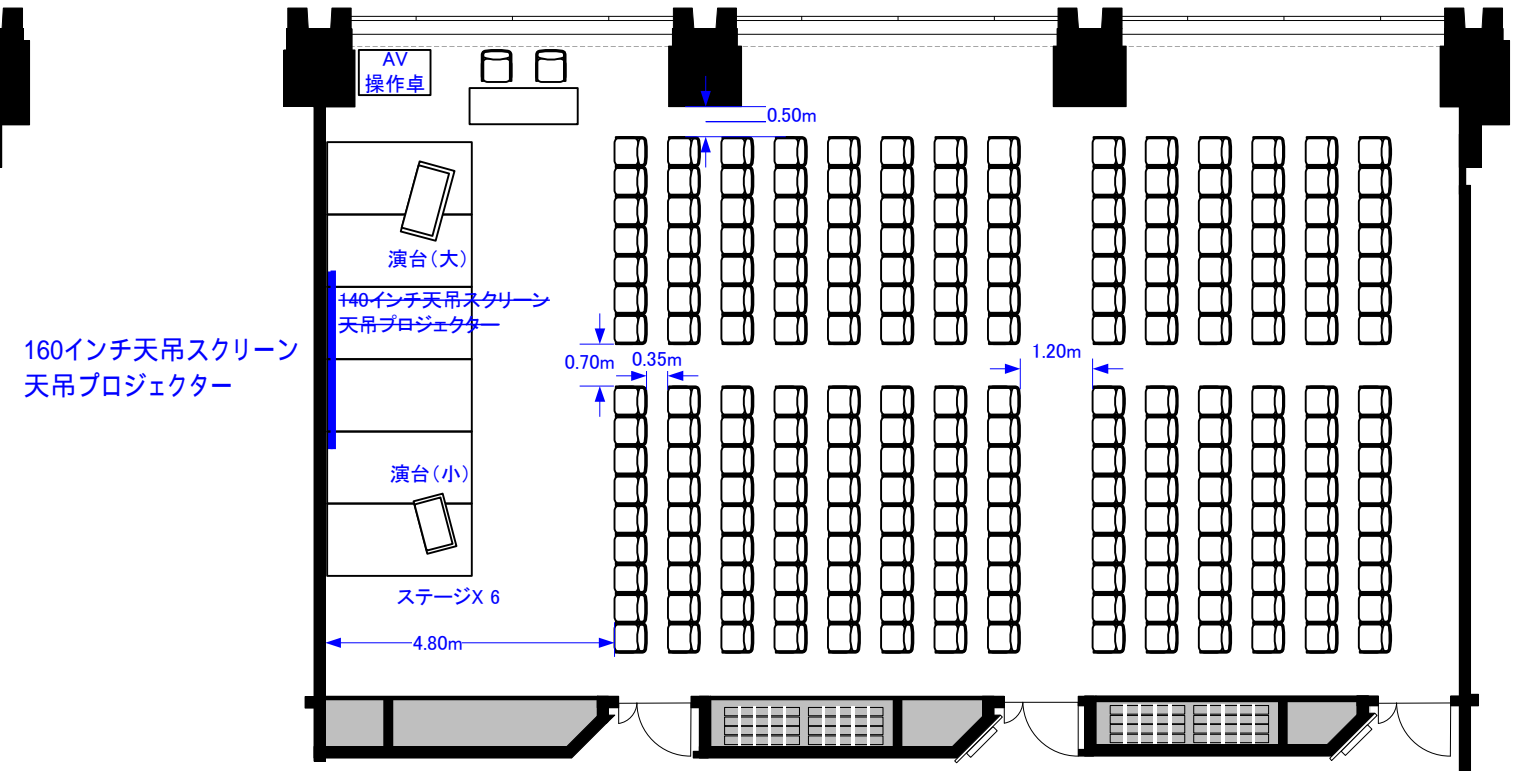 AV
操作卓
0.50m
演台(大)
140インチ天吊スクリーン
天吊プロジェクター
160インチ天吊スクリーン
天吊プロジェクター
0.70m
0.35m
1.20m
演台(小)
ステージX 6
4.80m